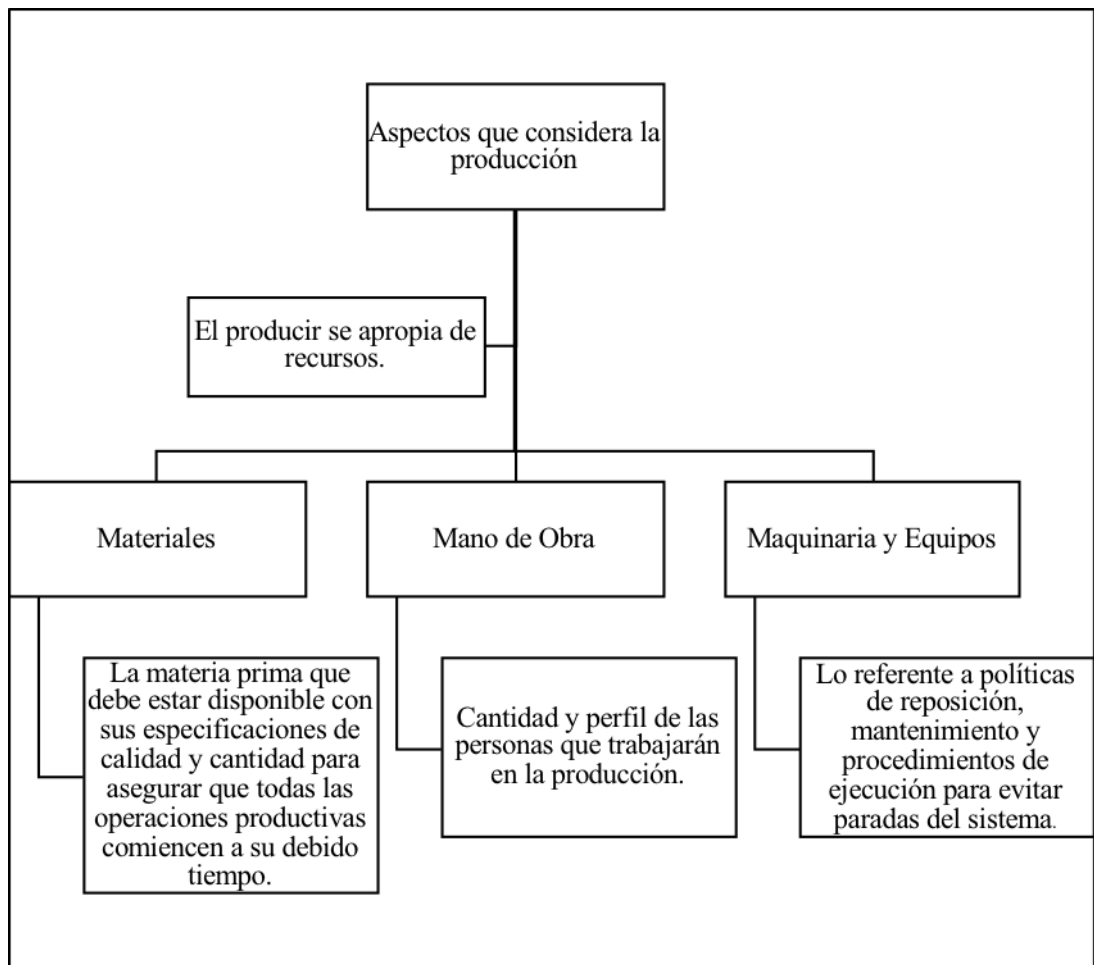 Aspectos que considera la
producción
El producir se apropia de
recursos.
Materiales
Mano de Obra
Maquinaria y Equipos
La materia prima que
debe estar disponible con
sus especificaciones de
calidad y cantidad para
asegurar que todas las
operaciones productivas
comiencen a su debido
tiempo.
Cantidad y perfil de las
personas que trabajarán
en la producción.
Lo referente a políticas
de reposición,
mantenimiento y
procedimientos de
ejecución para evitar
paradas del sistema.